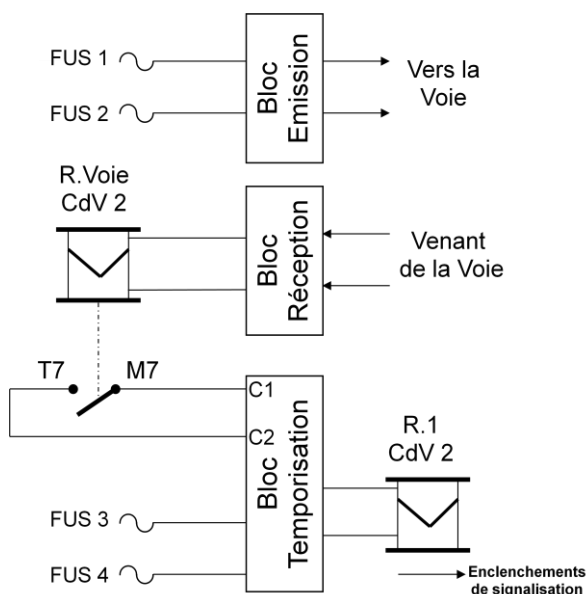 FUS 1
FUS 2
Bloc
Emission
Vers la
Voie
R.Voie
CdV 2
Bloc
Réception
Venant
de la Voie
T7
M7
C1
C2
Bloc
Temporisation
R.1
CdV 2
FUS 3
FUS 4
Enclenchements
de signalisation